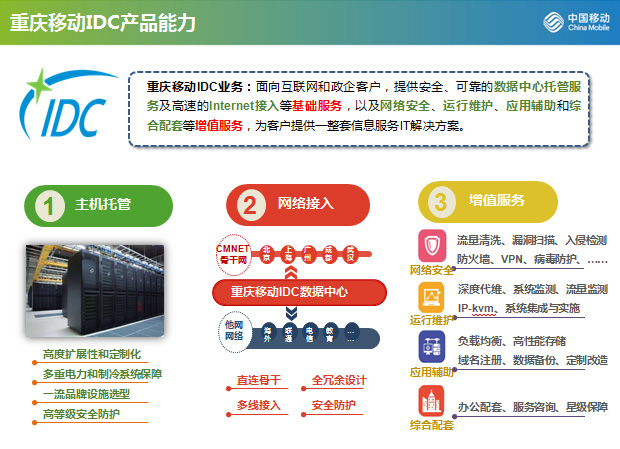 重庆移动IDC产品能力
中国移动
China Mobile
IDC
重庆移动IDC业务：面向互联网和政企客户，提供安全、可靠的数据中心托管服
务及高速的Internet接入等基础服务，以及网络安全、运行维护、应用辅助和综
合配套等增值服务，为客户提供一整套信息服务IT解决方案。
1 主机托管
高度扩展性和定制化
多重电力和制冷系统保障
一流品牌设施选型
高等级安全防护
2 网络接入
CMNET
骨干网
北京 上海 广州 成都 武汉
重庆移动IDC数据中心
他网
网络
海外 联通 电信 教育 ……
直连骨干 全冗余设计
多线接入 安全防护
3 增值服务
网络安全
流星清洗、漏洞扫描、入侵检测
防火墙、VPN、病毒防护、……
运行维护
深度代维、系统监测、流星监测
IP-kvm、系统集成与实施
应用辅助
负载均衡、高性能存储
域名注册、数据备份、定制改造
综合配套
办公配套、服务咨询、星级保障